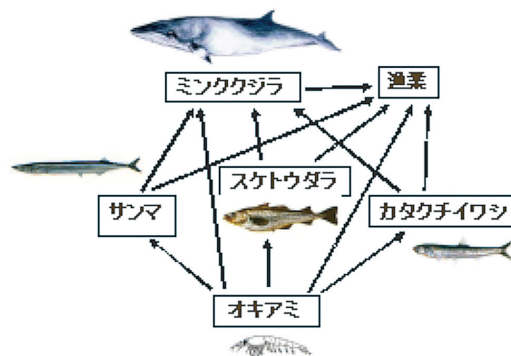 ミンククジラ
漁業
スケトウダラ
サンマ
カタクチイワシ
オキアミ